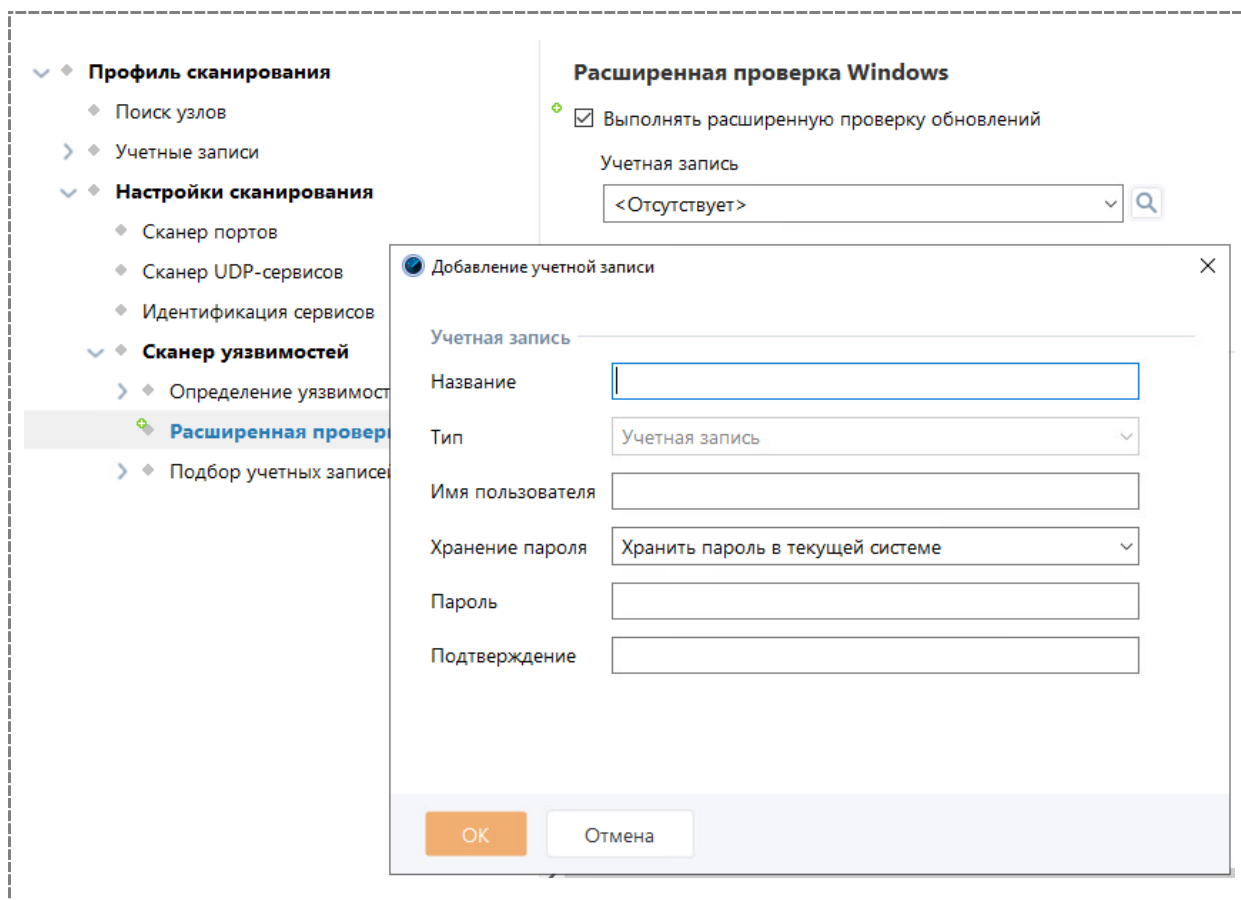 Профиль сканирования
Поиск узлов
Учетные записи
Настройки сканирования
Сканер портов
Сканер UDP-сервисов
Идентификация сервисов
Сканер уязвимостей
Определение уязвимост
Расширенная провер
Подбор учетных записей
Расширенная проверка Windows
Выполнять расширенную проверку обновлений
Учетная запись
<Отсутствует>
Добавление учетной записи
Учетная запись
Название
Тип
Учетная запись
Имя пользователя
Хранение пароля
Хранить пароль в текущей системе
Пароль
Подтверждение
ОК
Отмена